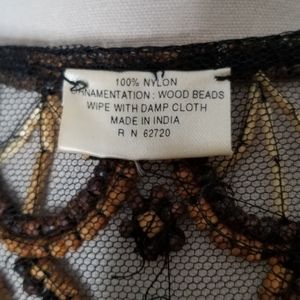 100% NYLON
ORNAMENTATION: WOOD BEADS
WIPE WITH DAMP CLOTH
MADE IN INDIA
R N 62720